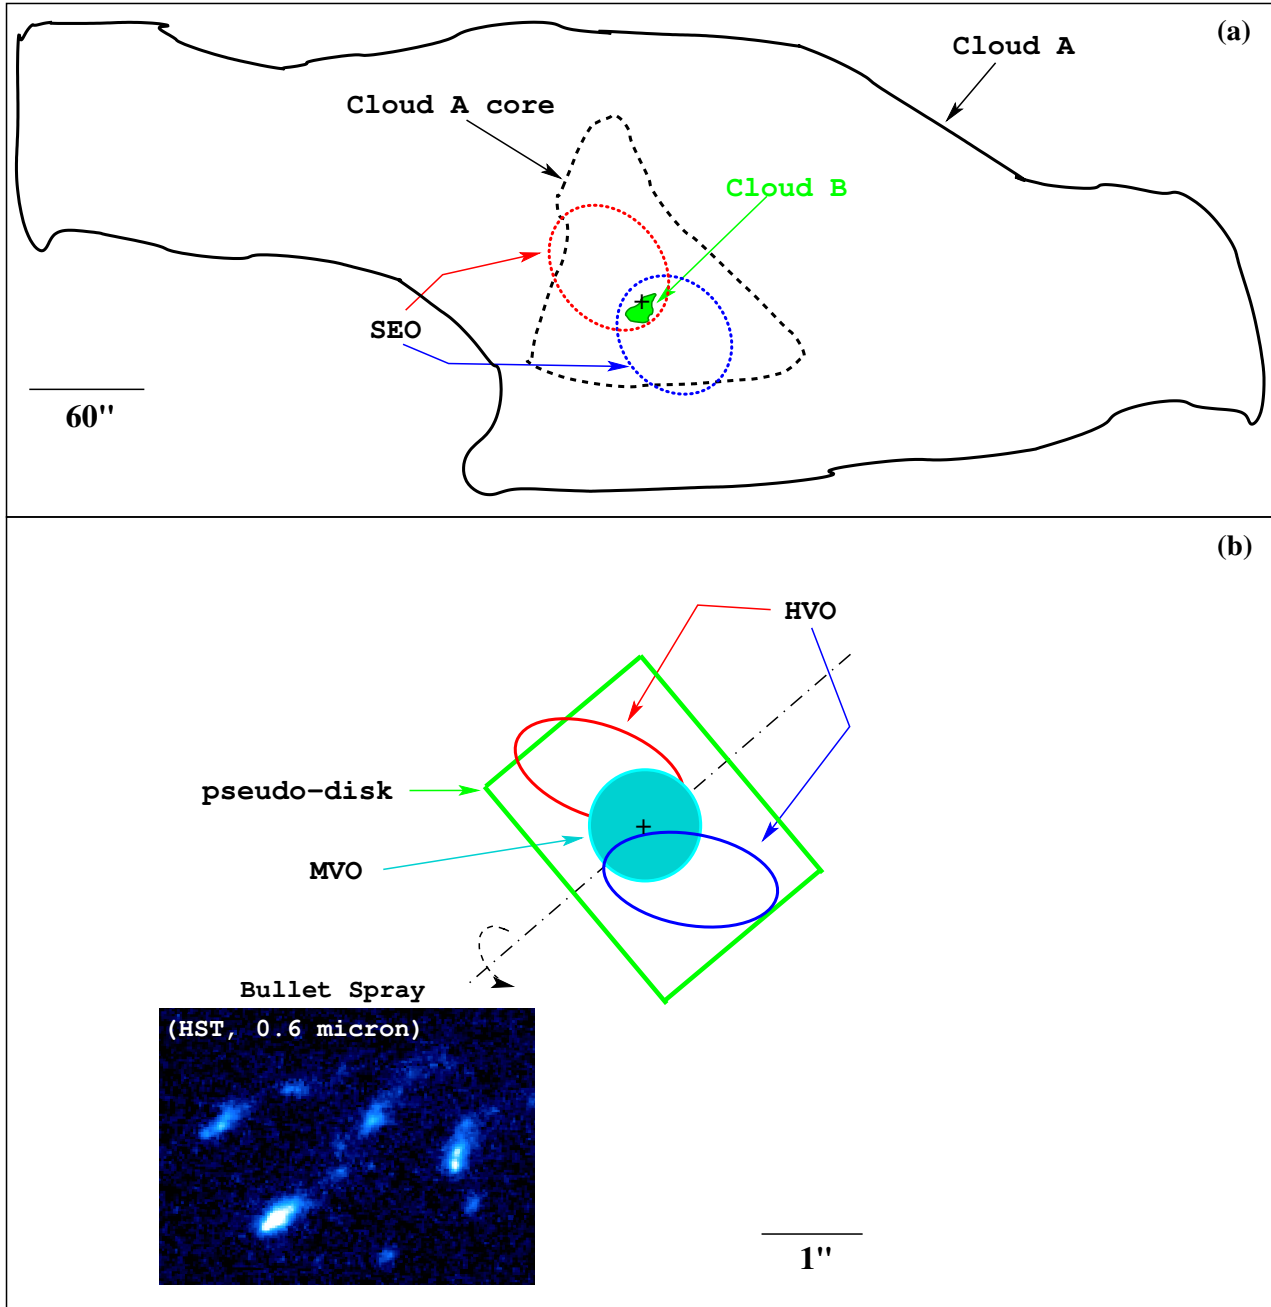 (a)
Cloud A
Cloud A core
Cloud B
SEO
60"
(b)
HVO
pseudo-disk
MVO
Bullet Spray
(HST, 0.6 micron)
1"